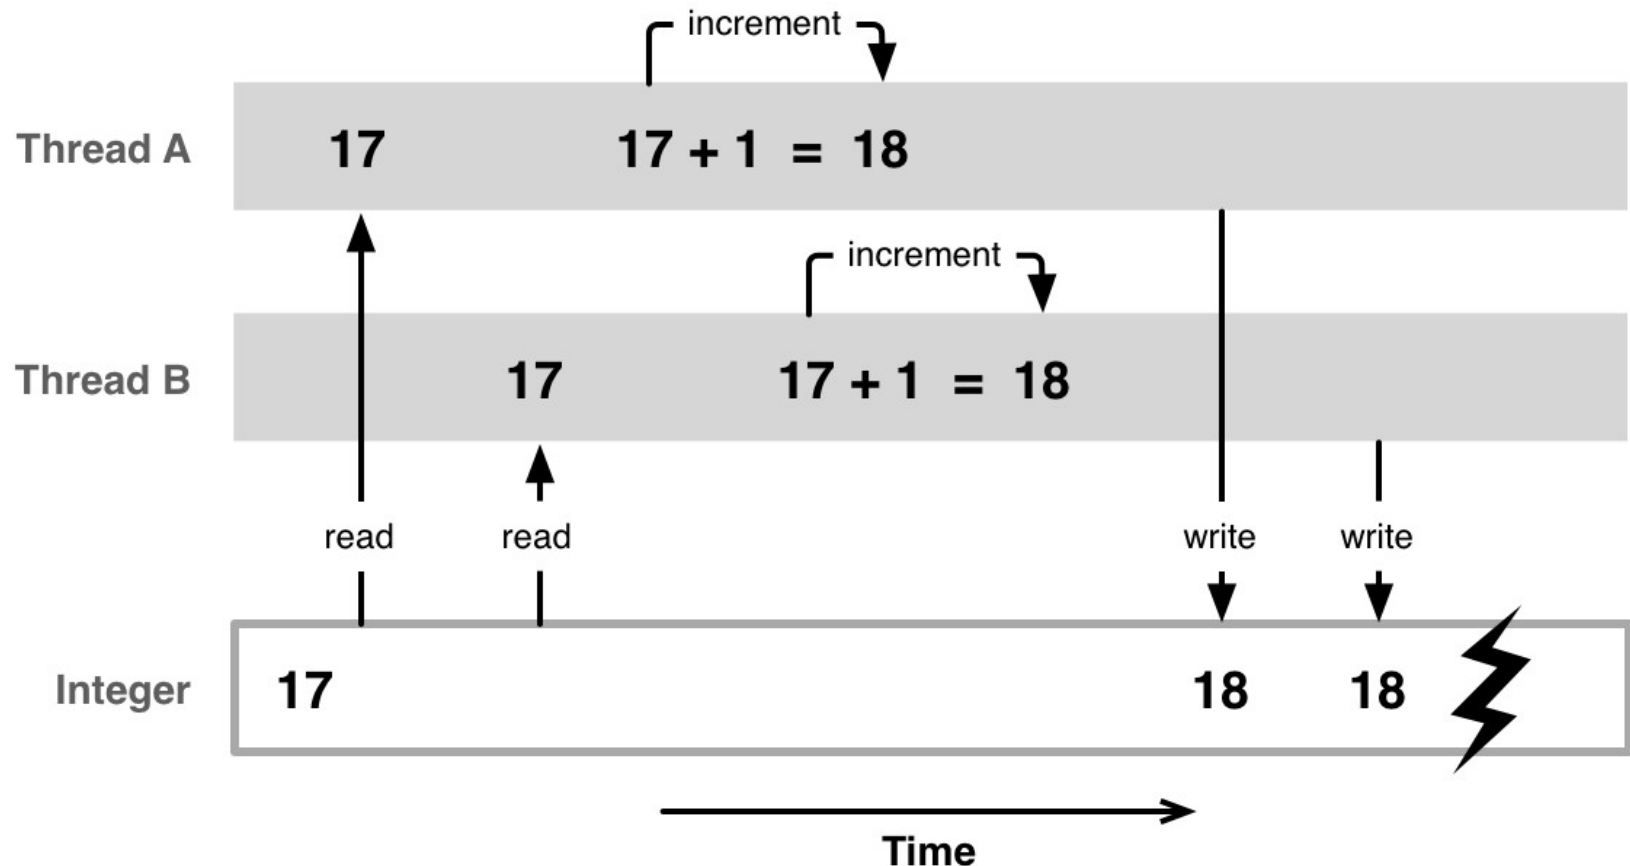 increment
Thread A
17
17 + 1 = 18
increment
Thread B
17
17 + 1 = 18
read
read
write
write
Integer
17
18
18
Time